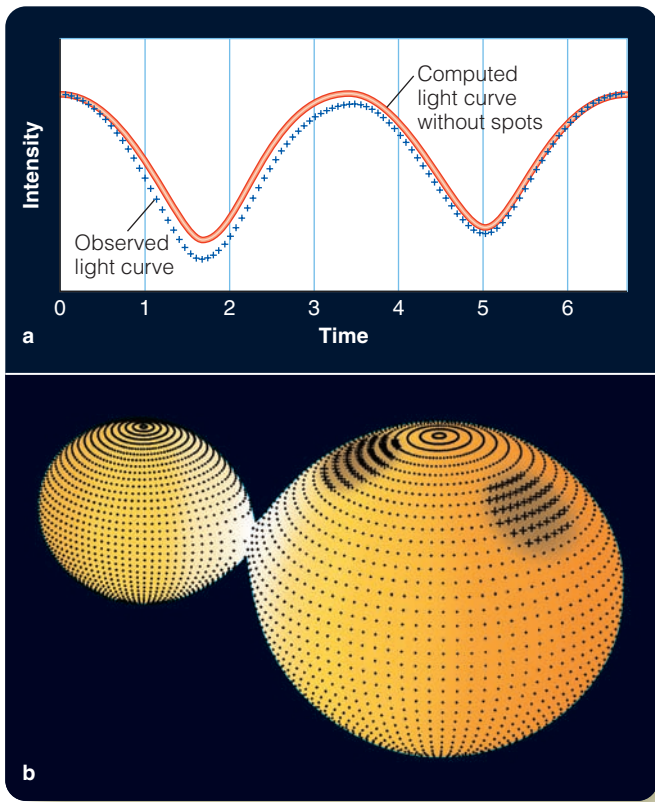 Intensity
Computed
light curve
without spots
Observed
light curve
0 1 2 3 4 5 6
Time
a
b